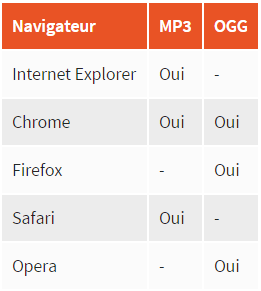 Navigateur MP3 OGG
Internet Explorer Oui -
Chrome Oui Oui
Firefox - Oui
Safari Oui -
Opera - Oui